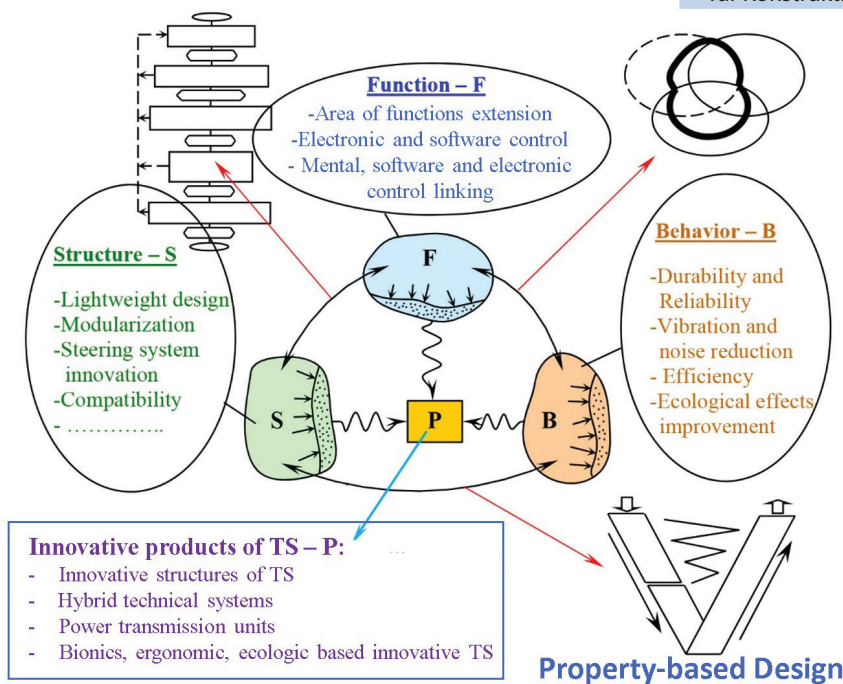 Function – F
-Area of functions extension
-Electronic and software control
- Mental, software and electronic
control linking
Structure – S
-Lightweight design
-Modularization
-Steering system
innovation
-Compatibility
- …………..
Behavior – B
-Durability and
Reliability
-Vibration and
noise reduction
- Efficiency
-Ecological effects
improvement
F
S
P
B
Innovative products of TS – P: ...
- Innovative structures of TS
- Hybrid technical systems
- Power transmission units
- Bionics, ergonomic, ecologic based innovative TS
Property-based Design